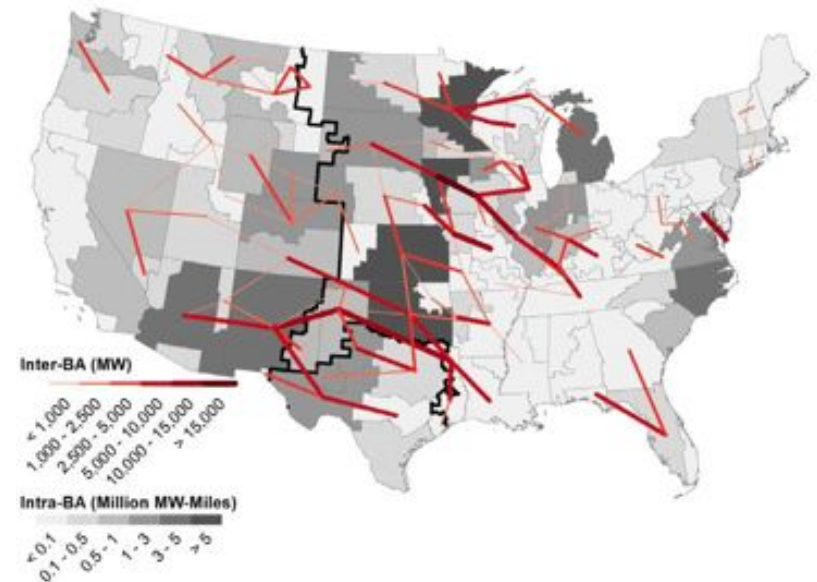 Inter-BA (MW)
< 1,000
1,000 - 2,500
2,500 - 5,000
5,000 - 10,000
10,000 - 15,000
> 15,000
Intra-BA (Million MW-Miles)
< 0.1
0.1 - 0.5
0.5 - 1
1 - 3
3 - 5
> 5